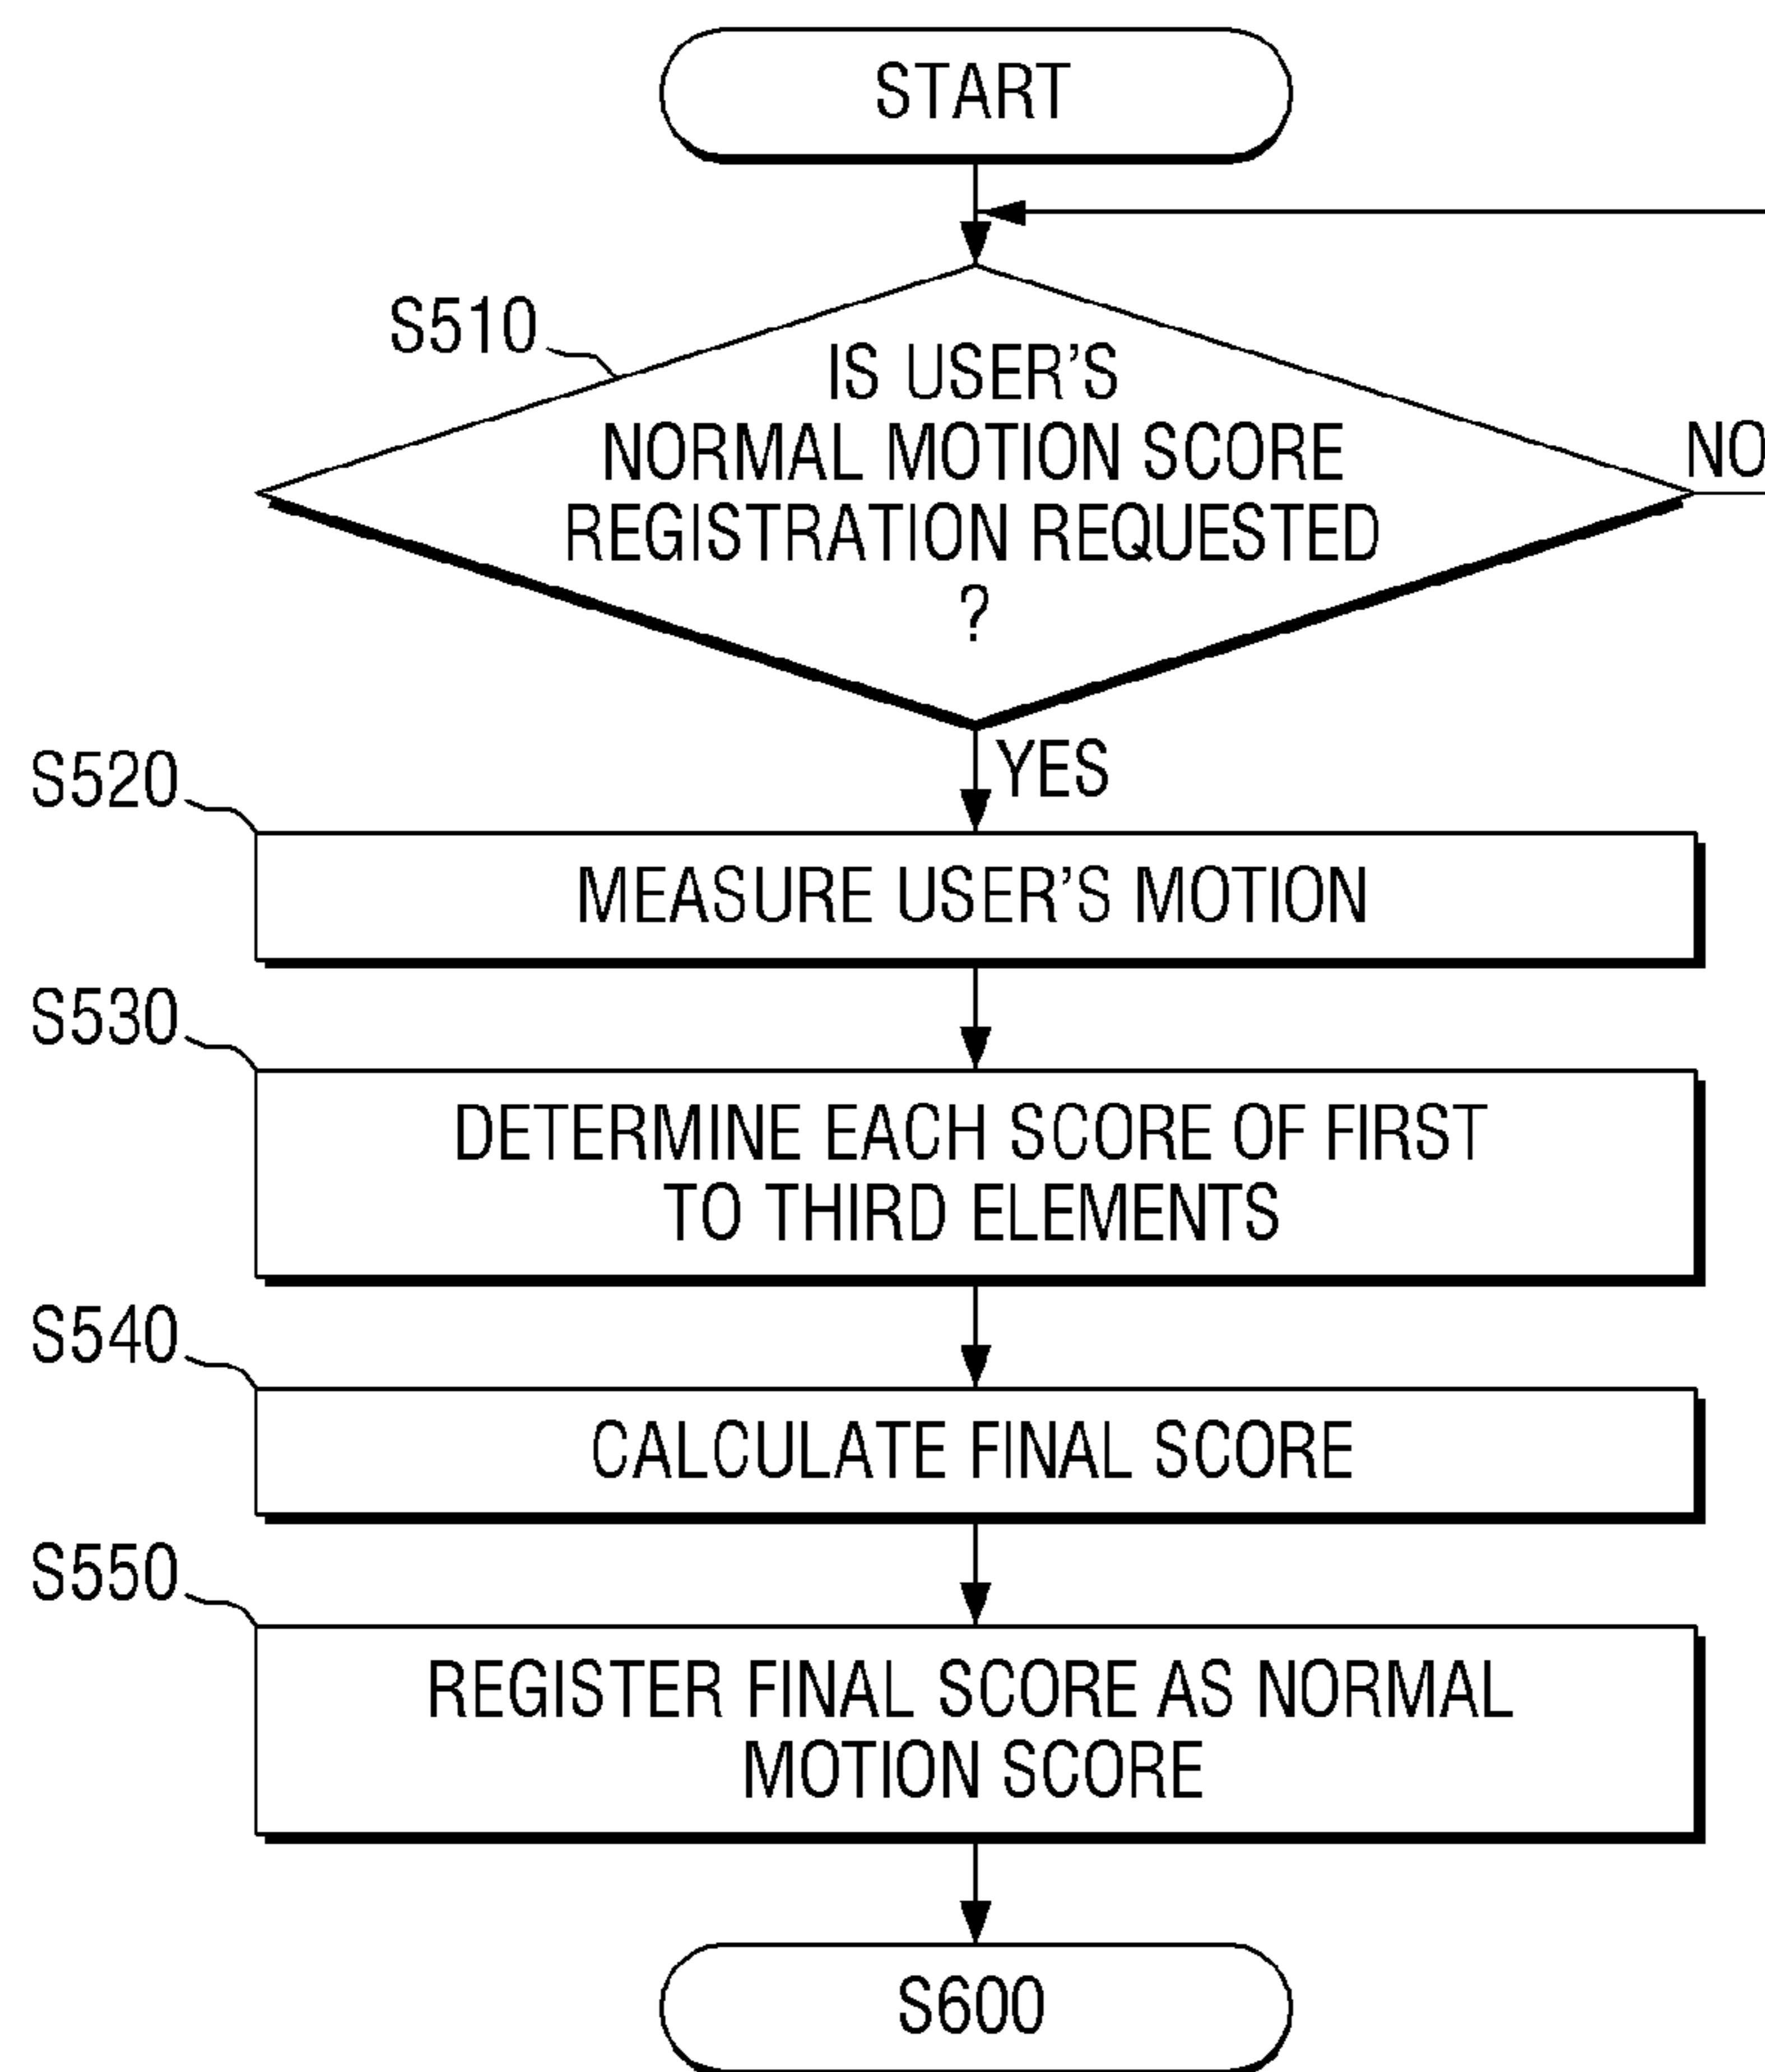 START
S510
IS USER'S
NORMAL MOTION SCORE
REGISTRATION REQUESTED
?
NO
YES
S520
MEASURE USER'S MOTION
S530
DETERMINE EACH SCORE OF FIRST
TO THIRD ELEMENTS
S540
CALCULATE FINAL SCORE
S550
REGISTER FINAL SCORE AS NORMAL
MOTION SCORE
S600